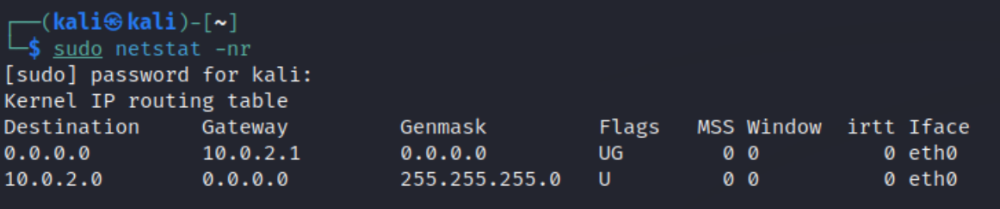 ┌──(kali㉿kali)-[~]
└─$ sudo netstat -nr
[sudo] password for kali:
Kernel IP routing table
Destination     Gateway         Genmask         Flags   MSS Window  irtt Iface
0.0.0.0         10.0.2.1        0.0.0.0         UG        0 0          0 eth0
10.0.2.0        0.0.0.0         255.255.255.0   U         0 0          0 eth0